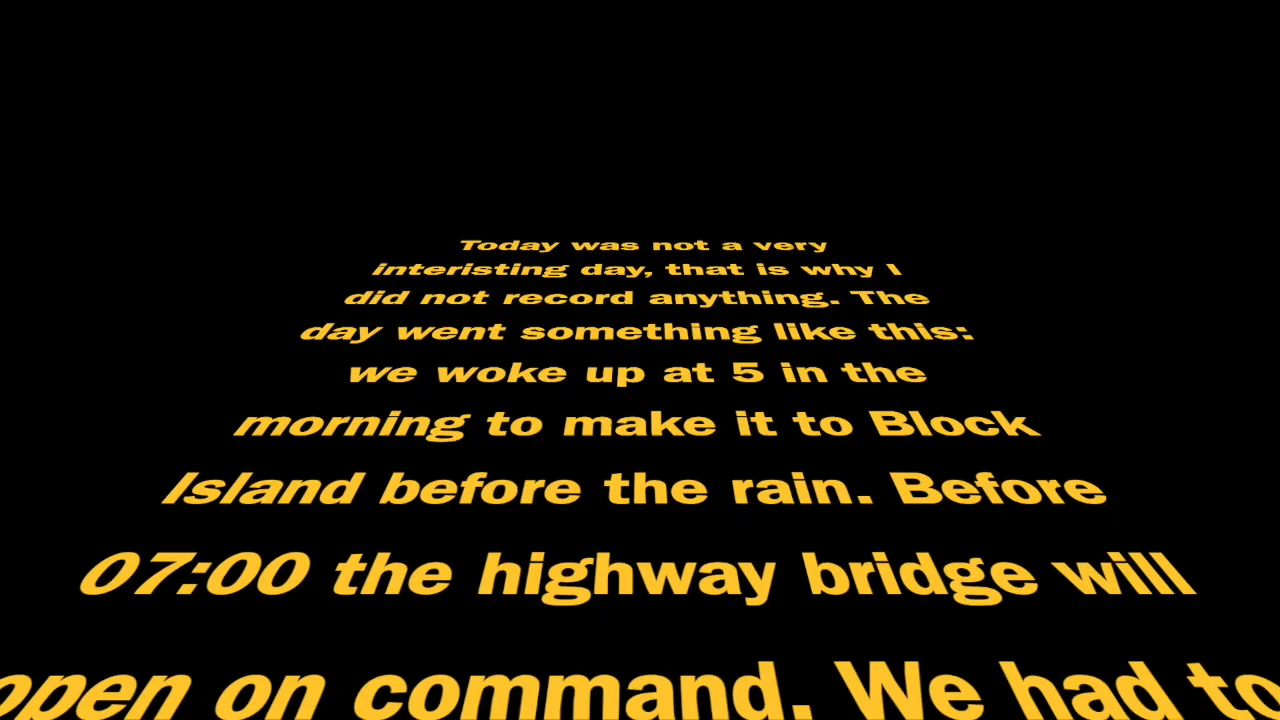 Today was not a very
interisting day, that is why I
did not record anything. The
day went something like this:
we woke up at 5 in the
morning to make it to Block
Island before the rain. Before
07:00 the highway bridge will
open on command. We had to